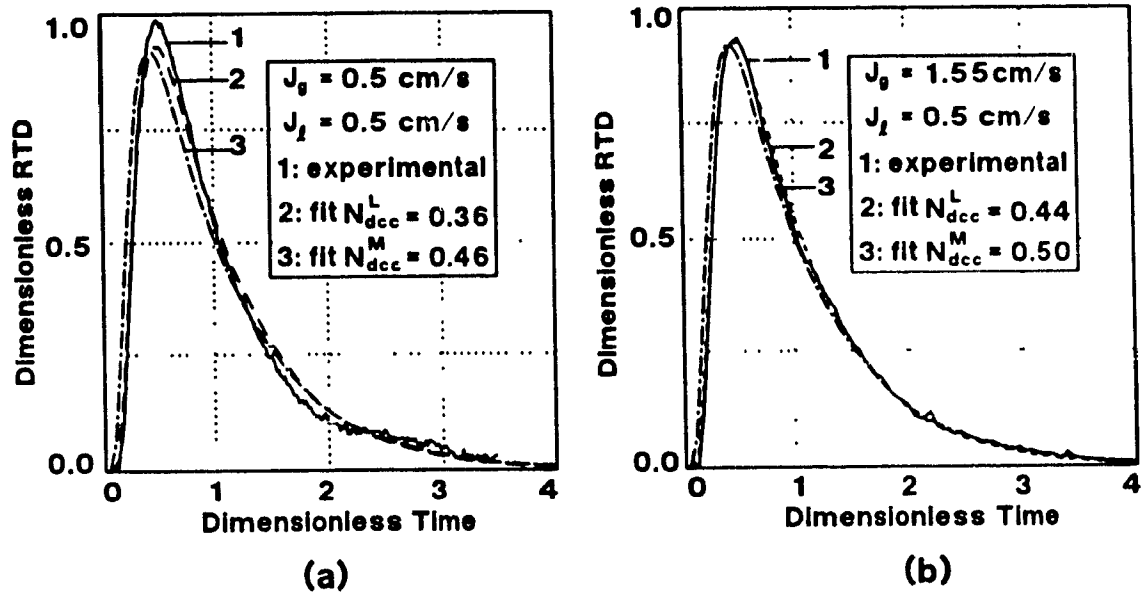 1.0
0.5
0.0
Dimensionless RTD
0 1 2 3 4
Dimensionless Time
1
2
3
J_g = 0.5 cm/s
J_ℓ = 0.5 cm/s
1: experimental
2: fit N^L_dcc = 0.36
3: fit N^M_dcc = 0.46
(a)
1.0
0.5
0.0
Dimensionless RTD
0 1 2 3 4
Dimensionless Time
1
2
3
J_g = 1.55 cm/s
J_ℓ = 0.5 cm/s
1: experimental
2: fit N^L_dcc = 0.44
3: fit N^M_dcc = 0.50
(b)